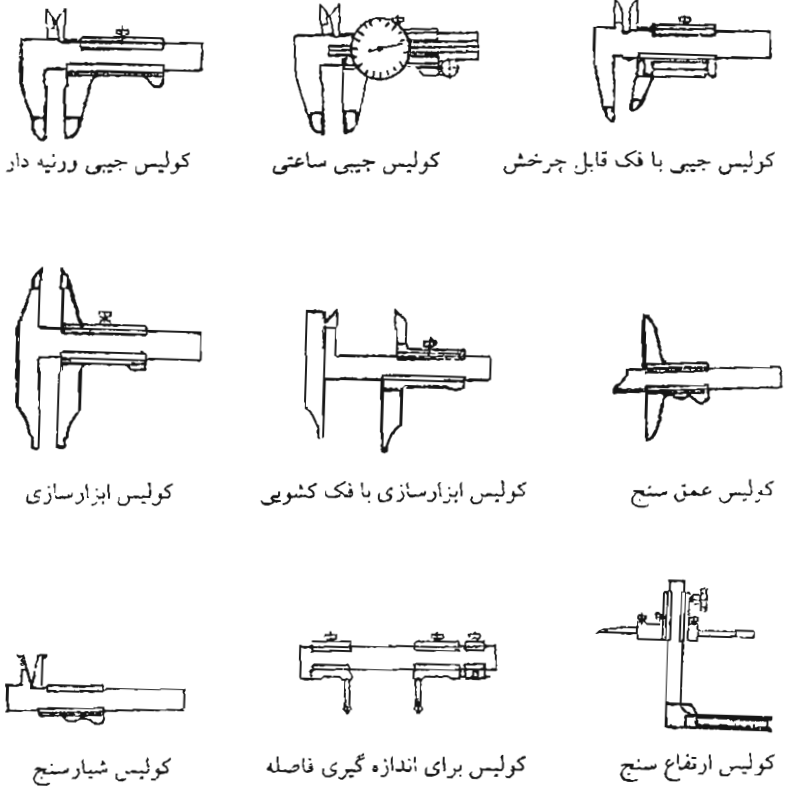 کولیس جیبی با فک قابل چرخش
کولیس جیبی ساعتی
کولیس جیبی ورنیه دار
کولیس عمق سنج
کولیس ابزارسازی با فک کشویی
کولیس ابزارسازی
کولیس ارتفاع سنج
کولیس برای اندازه گیری فاصله
کولیس شیارسنج